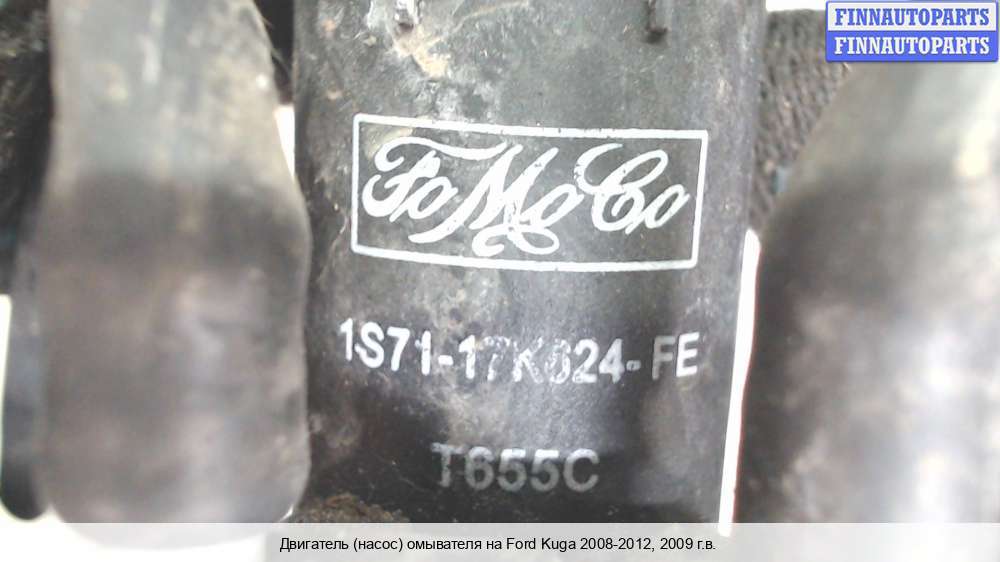 FINNAUTOPARTS
FINNAUTOPARTS
FoMoCo
1S71-17K624-FE
T655C
Двигатель (насос) омывателя на Ford Kuga 2008-2012, 2009 г.в.